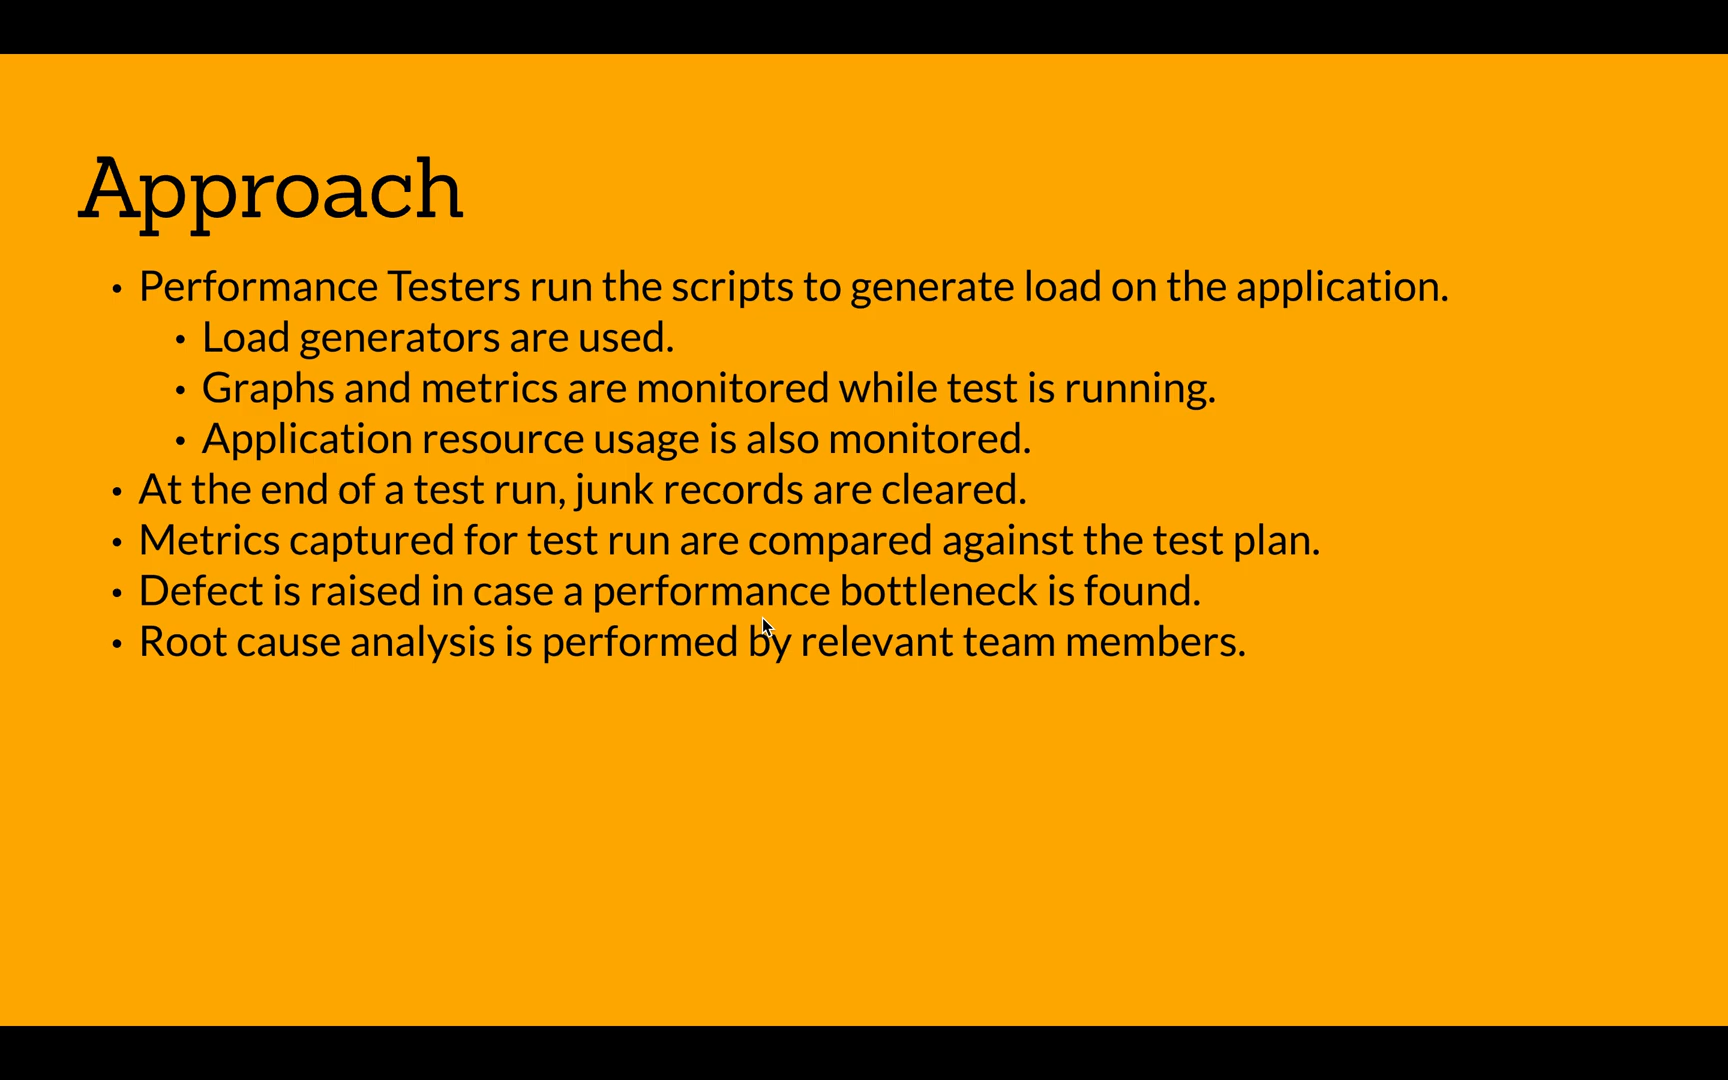 Approach
• Performance Testers run the scripts to generate load on the application.
• Load generators are used.
• Graphs and metrics are monitored while test is running.
• Application resource usage is also monitored.
• At the end of a test run, junk records are cleared.
• Metrics captured for test run are compared against the test plan.
• Defect is raised in case a performance bottleneck is found.
• Root cause analysis is performed by relevant team members.